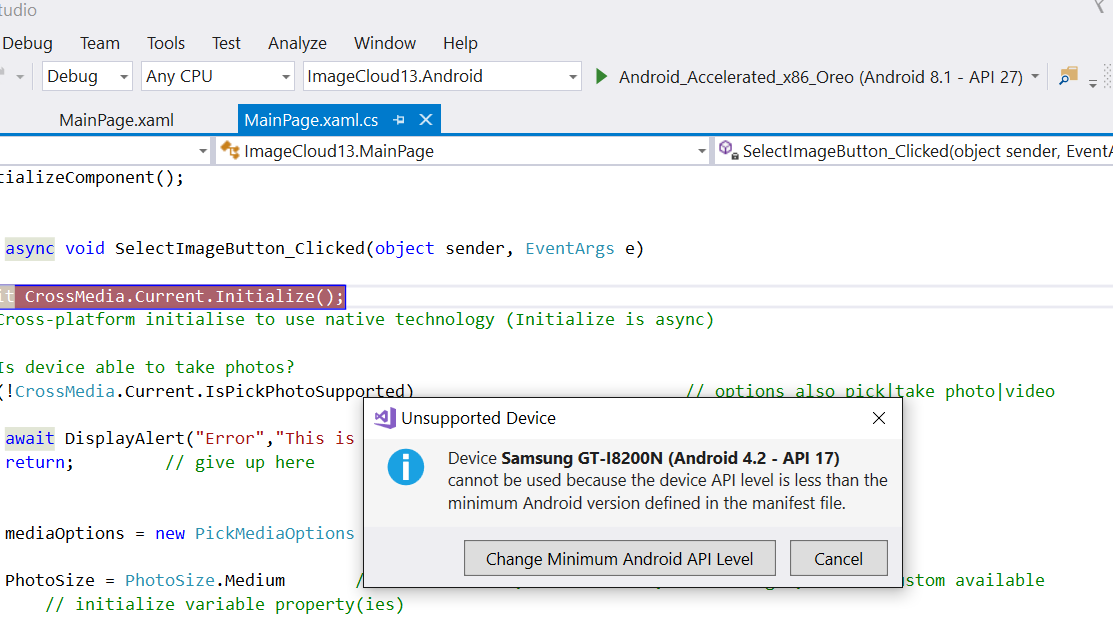 tudio
Debug Team Tools Test Analyze Window Help
Debug Any CPU ImageCloud13.Android Android_Accelerated_x86_Oreo (Android 8.1 - API 27)
MainPage.xaml MainPage.xaml.cs
ImageCloud13.MainPage SelectImageButton_Clicked(object sender, EventA
tializeComponent();
async void SelectImageButton_Clicked(object sender, EventArgs e)
it CrossMedia.Current.Initialize();
Cross-platform initialise to use native technology (Initialize is async)
Is device able to take photos?
(!CrossMedia.Current.IsPickPhotoSupported) // options also pick|take photo|video
await DisplayAlert("Error","This is
return; // give up here
mediaOptions = new PickMediaOptions
PhotoSize = PhotoSize.Medium / stom available
// initialize variable property(ies)
Unsupported Device
Device Samsung GT-I8200N (Android 4.2 - API 17)
cannot be used because the device API level is less than the
minimum Android version defined in the manifest file.
Change Minimum Android API Level Cancel